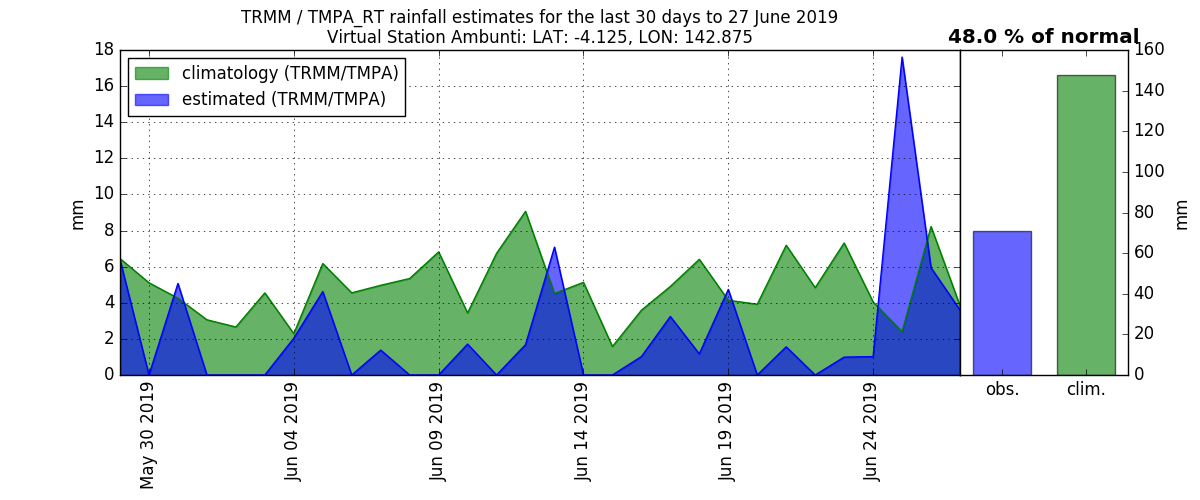 TRMM / TMPA_RT rainfall estimates for the last 30 days to 27 June 2019
Virtual Station Ambunti: LAT: -4.125, LON: 142.875
48.0 % of normal
climatology (TRMM/TMPA)
estimated (TRMM/TMPA)
18
16
14
12
10
8
6
4
2
0
mm
May 30 2019
Jun 04 2019
Jun 09 2019
Jun 14 2019
Jun 19 2019
Jun 24 2019
obs.
clim.
160
140
120
100
80
60
40
20
0
mm